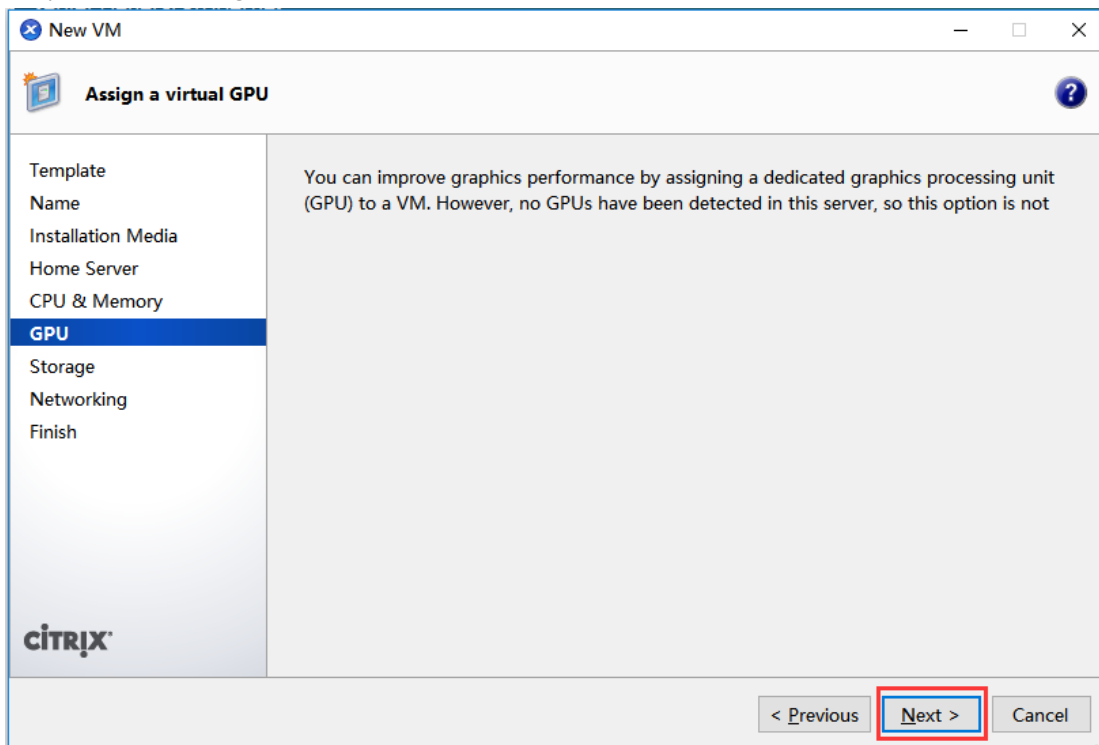 New VM
Assign a virtual GPU
Template
Name
Installation Media
Home Server
CPU & Memory
GPU
Storage
Networking
Finish
You can improve graphics performance by assigning a dedicated graphics processing unit
(GPU) to a VM. However, no GPUs have been detected in this server, so this option is not
CITRIX
< Previous
Next >
Cancel